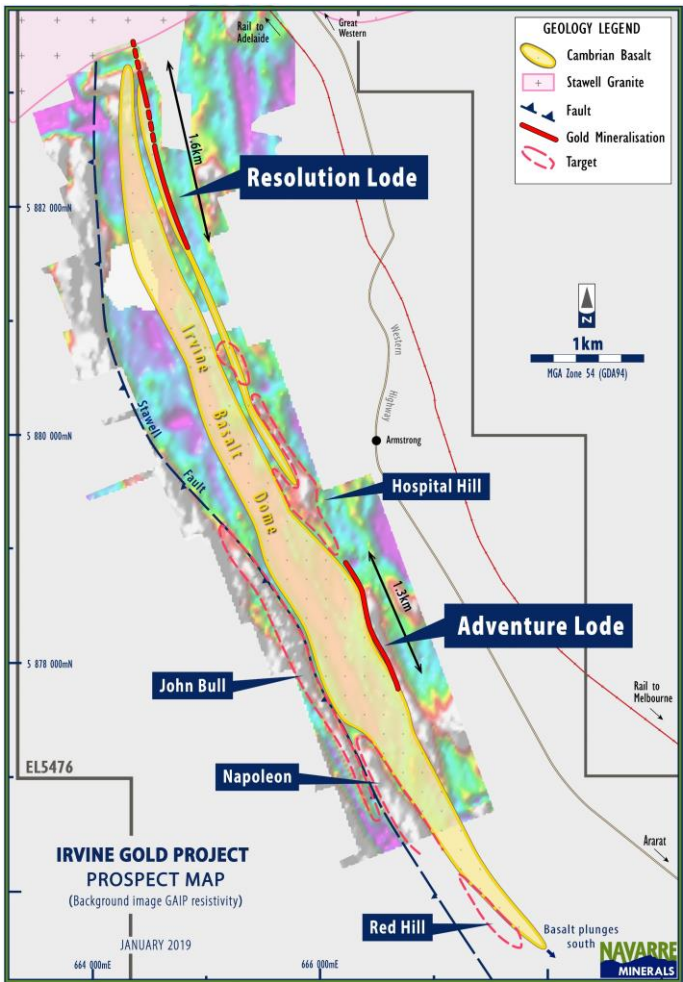 Rail to
Adelaide
Great
Western
GEOLOGY LEGEND
Cambrian Basalt
Stawell Granite
Fault
Gold Mineralisation
Target
1.6km
Resolution Lode
5 882 000mN
N
1km
MGA Zone 54 (GDA94)
Irvine
Basalt
Dome
Western
Highway
Stawell
Fault
5 880 000mN
Armstrong
Hospital Hill
1.3km
Adventure Lode
5 878 000mN
John Bull
Rail to
Melbourne
EL5476
Napoleon
Ararat
IRVINE GOLD PROJECT
PROSPECT MAP
(Background image GAIP resistivity)
Red Hill
Basalt plunges
south
JANUARY 2019
664 000mE
666 000mE
NAVARRE
MINERALS